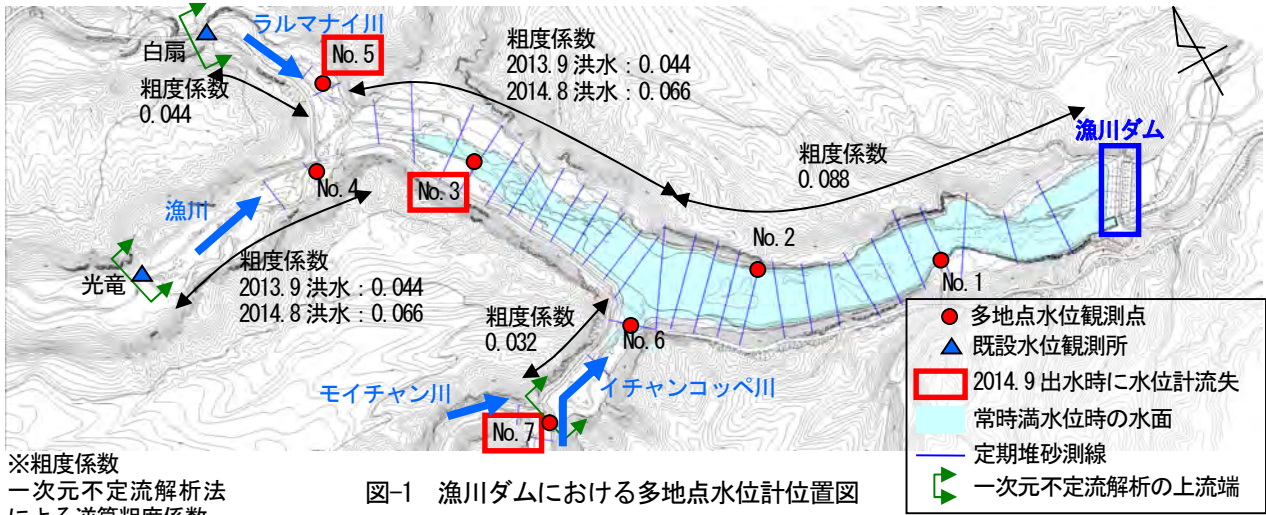 ラルマナイ川
白扇
No.5
粗度係数
0.044
粗度係数
2013.9 洪水：0.044
2014.8 洪水：0.066
漁川ダム
粗度係数
0.088
No.4
No.3
漁川
No.2
No.1
光竜
粗度係数
2013.9 洪水：0.044
2014.8 洪水：0.066
粗度係数
0.032
No.6
モイチャン川
イチャンコッペ川
No.7
多地点水位観測点
既設水位観測所
2014.9 出水時に水位計流失
常時満水位時の水面
定期堆砂測線
一次元不定流解析の上流端
※粗度係数
一次元不定流解析法
による逆算粗度係数
図-1 漁川ダムにおける多地点水位計位置図